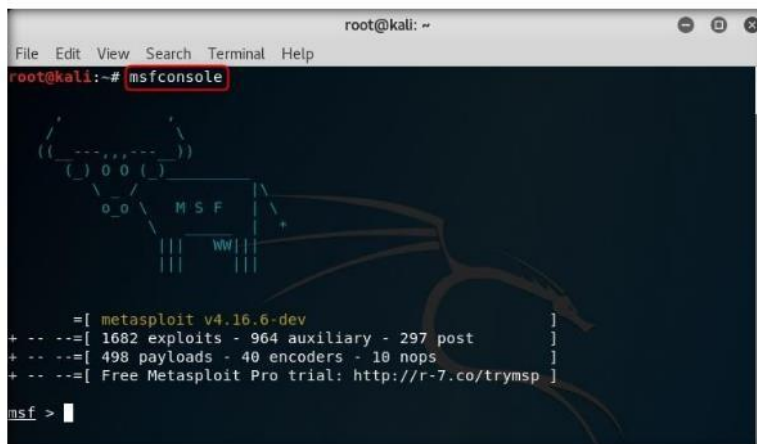 root@kali: ~
File Edit View Search Terminal Help
root@kali:~# msfconsole
M S F
=[ metasploit v4.16.6-dev ]
+ -- --=[ 1682 exploits - 964 auxiliary - 297 post ]
+ -- --=[ 498 payloads - 40 encoders - 10 nops ]
+ -- --=[ Free Metasploit Pro trial: http://r-7.co/trymsp ]
msf >